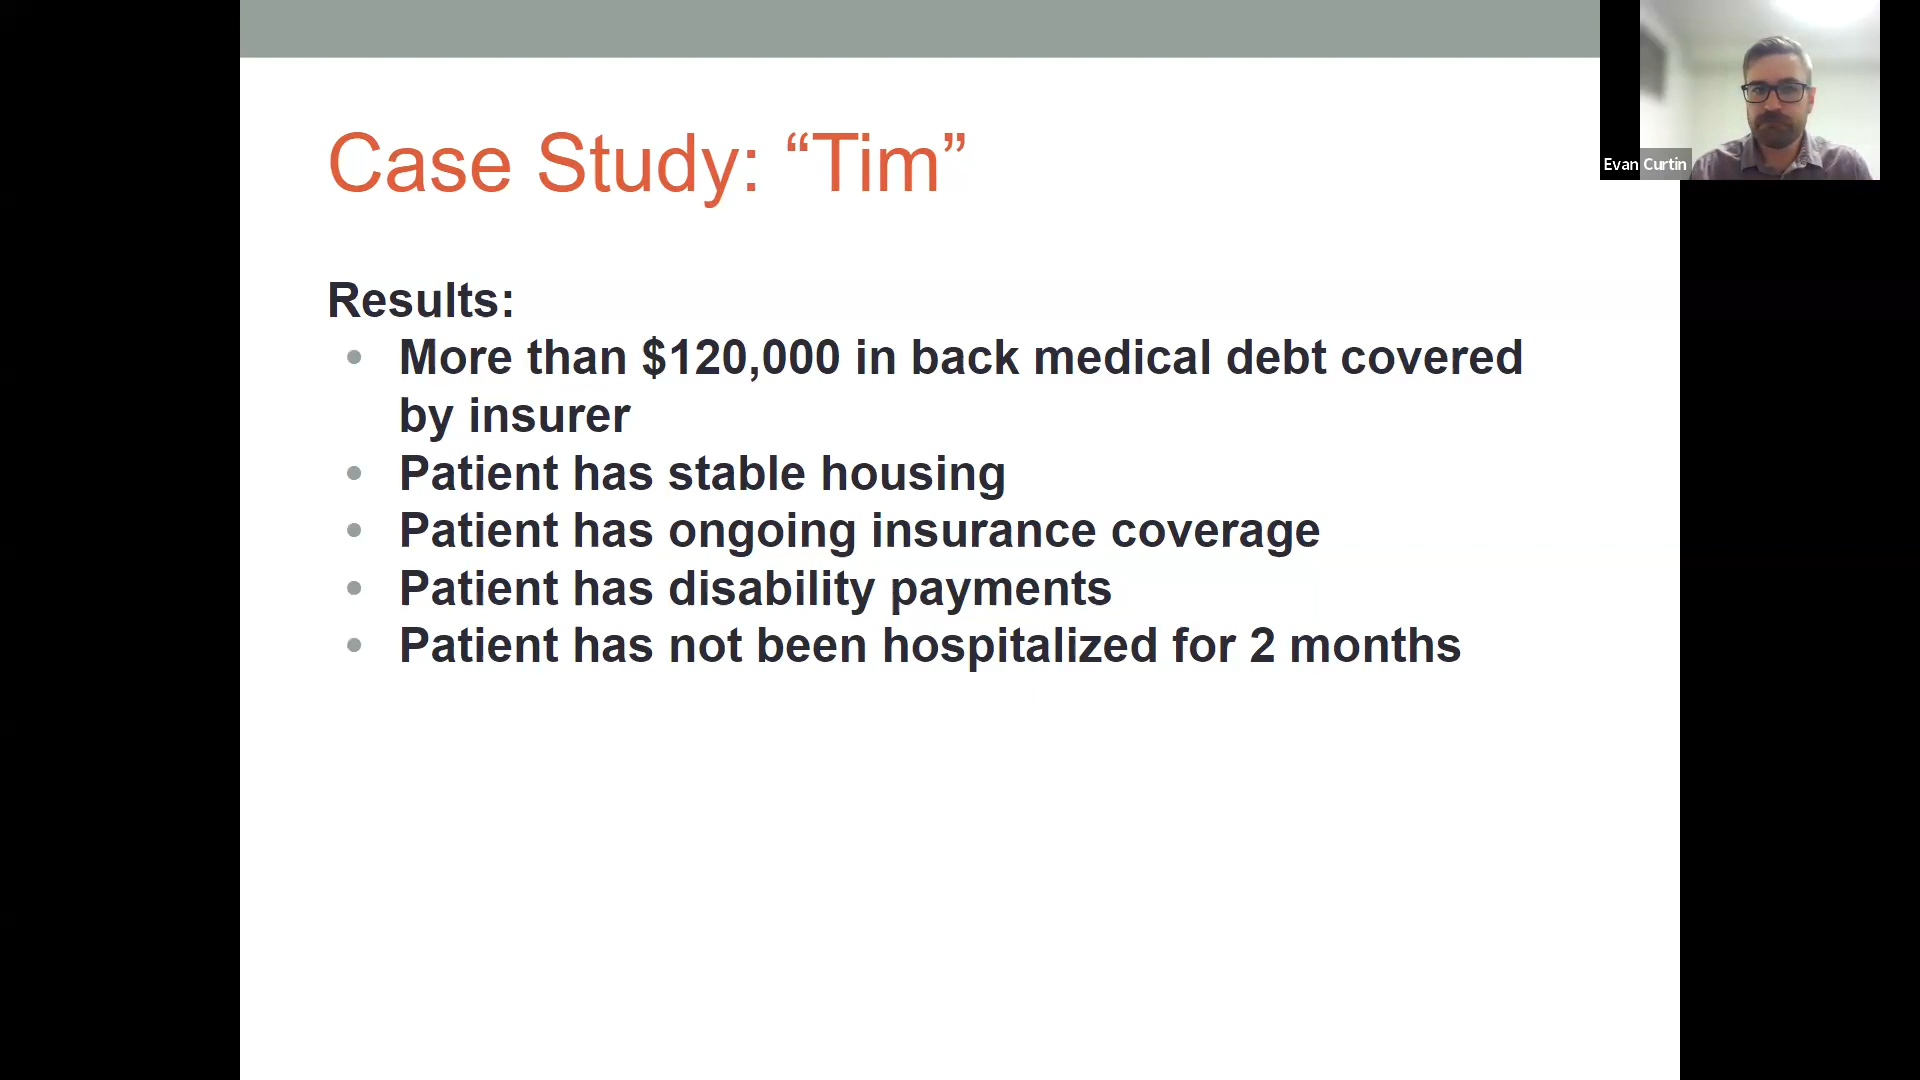 Case Study: “Tim”
Evan Curtin
Results:
• More than $120,000 in back medical debt covered
by insurer
• Patient has stable housing
• Patient has ongoing insurance coverage
• Patient has disability payments
• Patient has not been hospitalized for 2 months